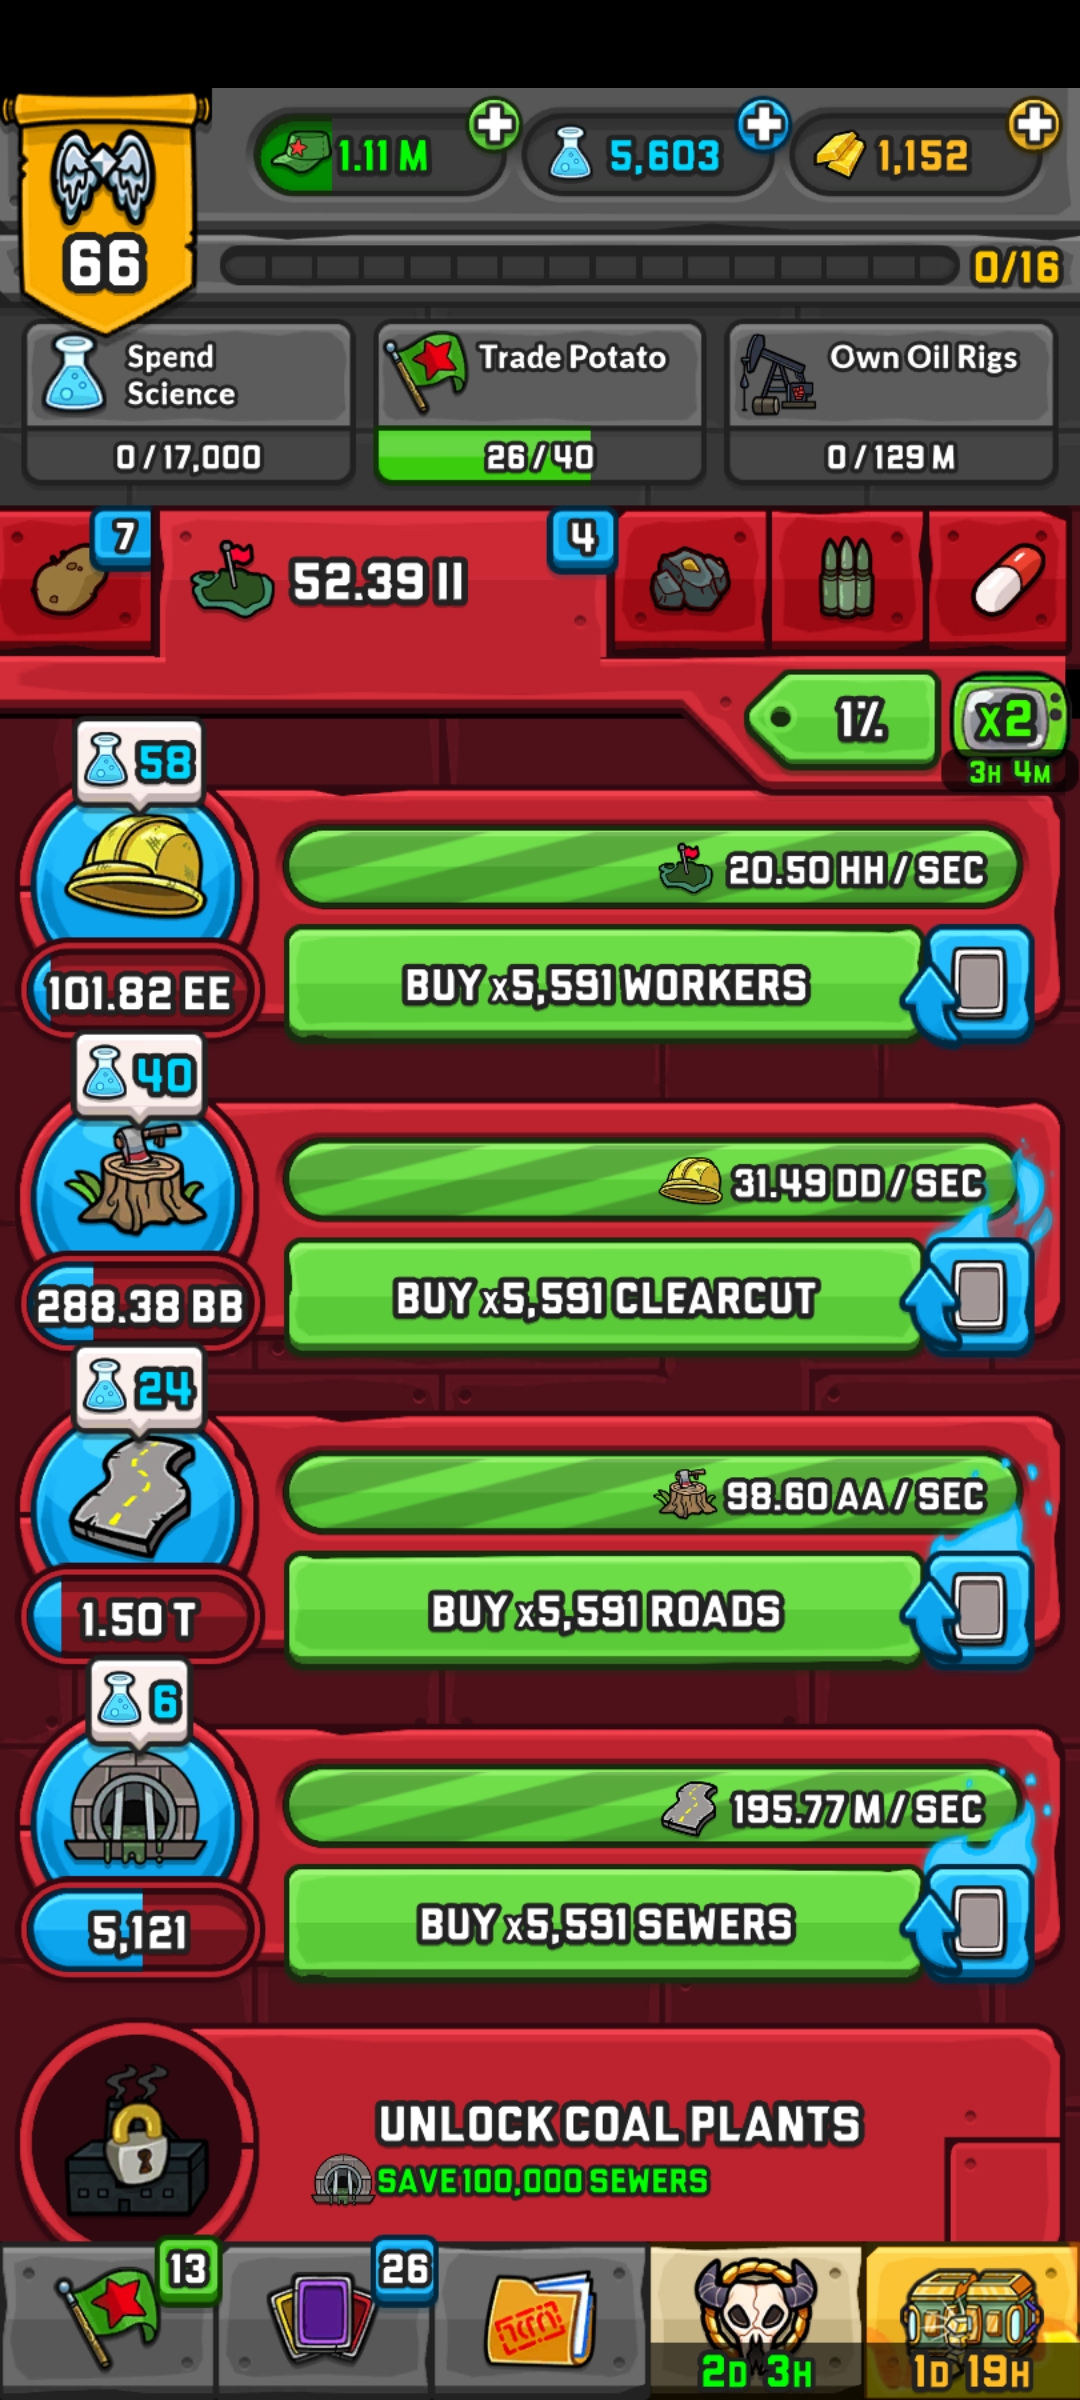 66
1.11 M
5,603
1,152
0/16
Spend
Science
0 / 17,000
Trade Potato
26 / 40
Own Oil Rigs
0 / 129 M
7
52.39 II
4
1%
X2
3H 4M
58
20.50 HH / SEC
101.82 EE
BUY x5,591 WORKERS
40
31.49 DD / SEC
288.38 BB
BUY x5,591 CLEARCUT
24
98.60 AA / SEC
1.50 T
BUY x5,591 ROADS
6
195.77 M / SEC
5,121
BUY x5,591 SEWERS
UNLOCK COAL PLANTS
SAVE 100,000 SEWERS
13
26
2D 3H
1D 19H